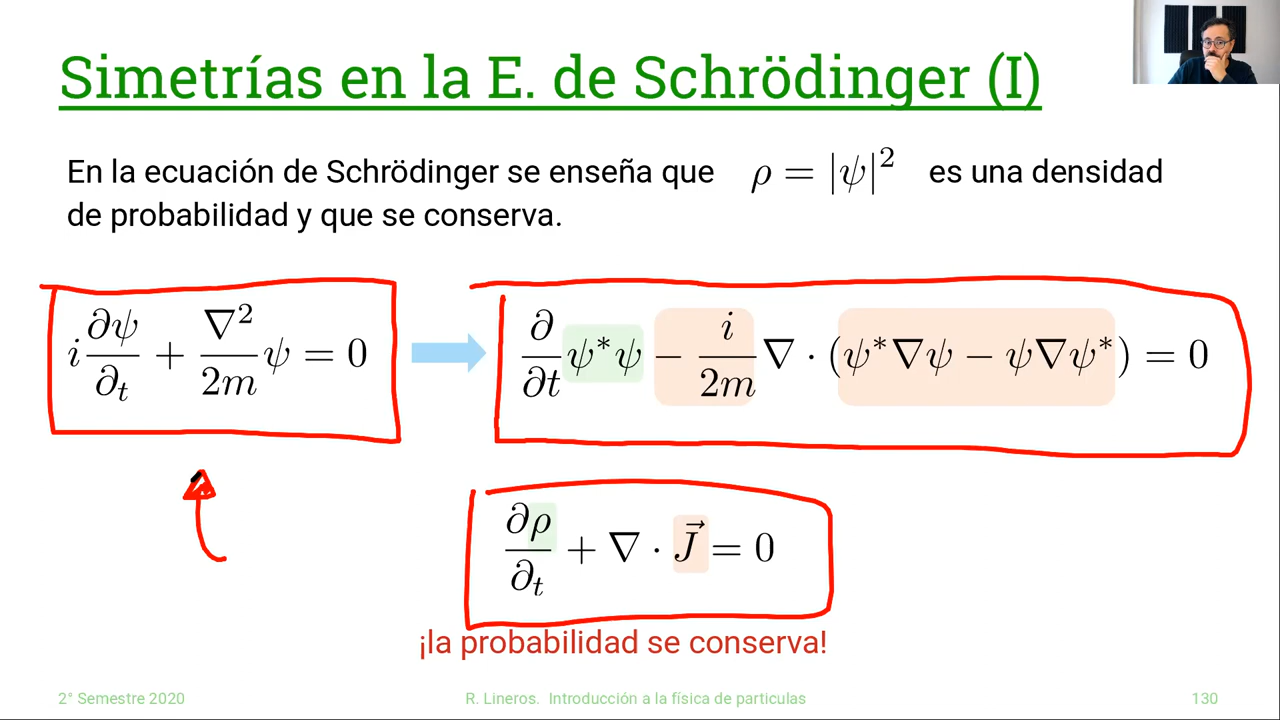 Simetrías en la E. de Schrödinger (I)
En la ecuación de Schrödinger se enseña que ρ = |ψ|² es una densidad
de probabilidad y que se conserva.
i ∂ψ/∂ₜ + ∇²/2m ψ = 0
∂/∂t ψ*ψ − i/2m ∇ · (ψ*∇ψ − ψ∇ψ*) = 0
∂ρ/∂ₜ + ∇ · J⃗ = 0
¡la probabilidad se conserva!
2° Semestre 2020
R. Lineros. Introducción a la física de particulas
130